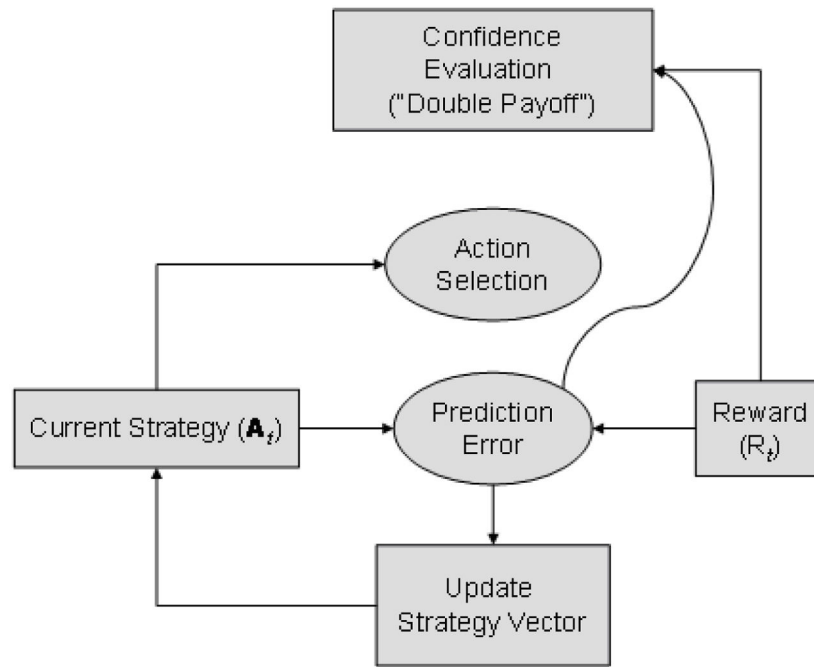 Confidence
Evaluation
("Double Payoff")
Action
Selection
Current Strategy (𝐀ₜ)
Prediction
Error
Reward
(Rₜ)
Update
Strategy Vector